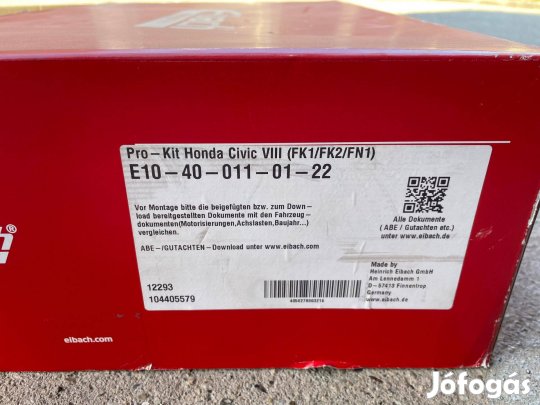 Pro-Kit Honda Civic VIII (FK1/FK2/FN1)
E10-40-011-01-22
Vor Montage bitte die beigefügten bzw. zum Down-
load bereitgestellten Dokumente mit den Fahrzeug-
dokumenten(Motorisierungen,Achslasten,Baujahr...)
vergleichen.
ABE-/GUTACHTEN-Download unter www.eibach.com
Alle Dokumente
( ABE / Gutachten etc.)
unter www.eibach.de
12293
104405579
Made by
Heinrich Eibach GmbH
Am Lennedamm 1
D-57413 Finnentrop
Germany
www.eibach.de
eibach.com
Jófogás